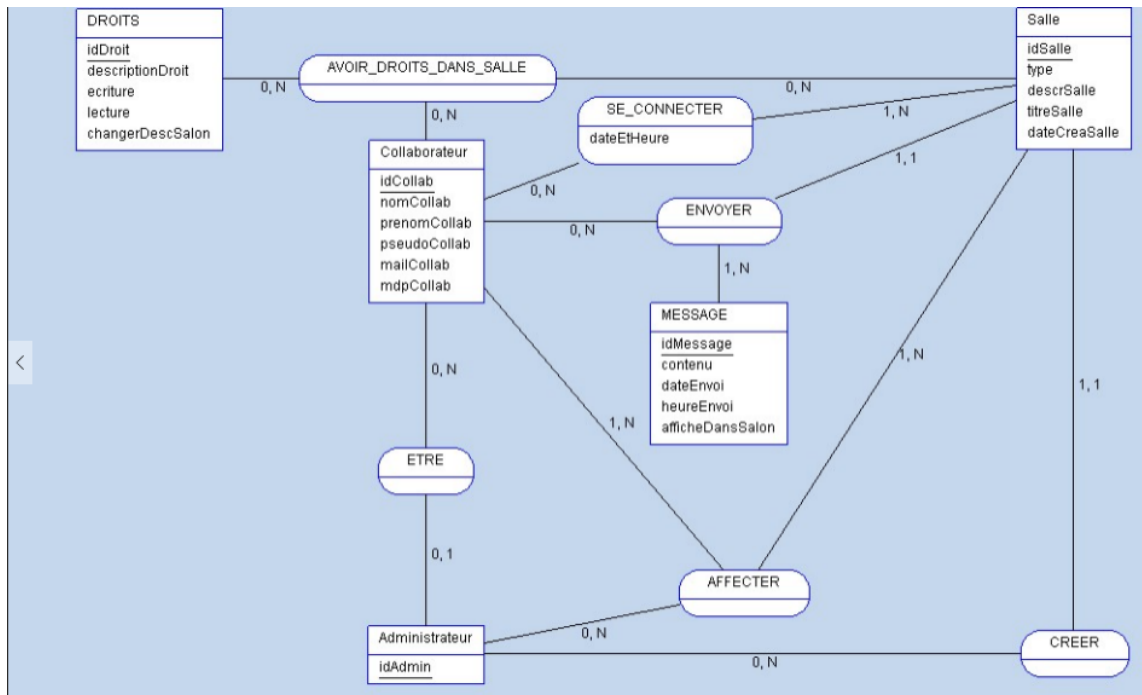 DROITS
idDroit
descriptionDroit
ecriture
lecture
changerDescSalon
0, N
AVOIR_DROITS_DANS_SALLE
0, N
0, N
Salle
idSalle
type
descrSalle
titreSalle
dateCreaSalle
SE_CONNECTER
dateEtHeure
1, N
0, N
Collaborateur
idCollab
nomCollab
prenomCollab
pseudoCollab
mailCollab
mdpCollab
1, 1
ENVOYER
0, N
1, N
MESSAGE
idMessage
contenu
dateEnvoi
heureEnvoi
afficheDansSalon
0, N
1, N
1, 1
1, N
ETRE
0, 1
AFFECTER
0, N
Administrateur
idAdmin
0, N
CREER